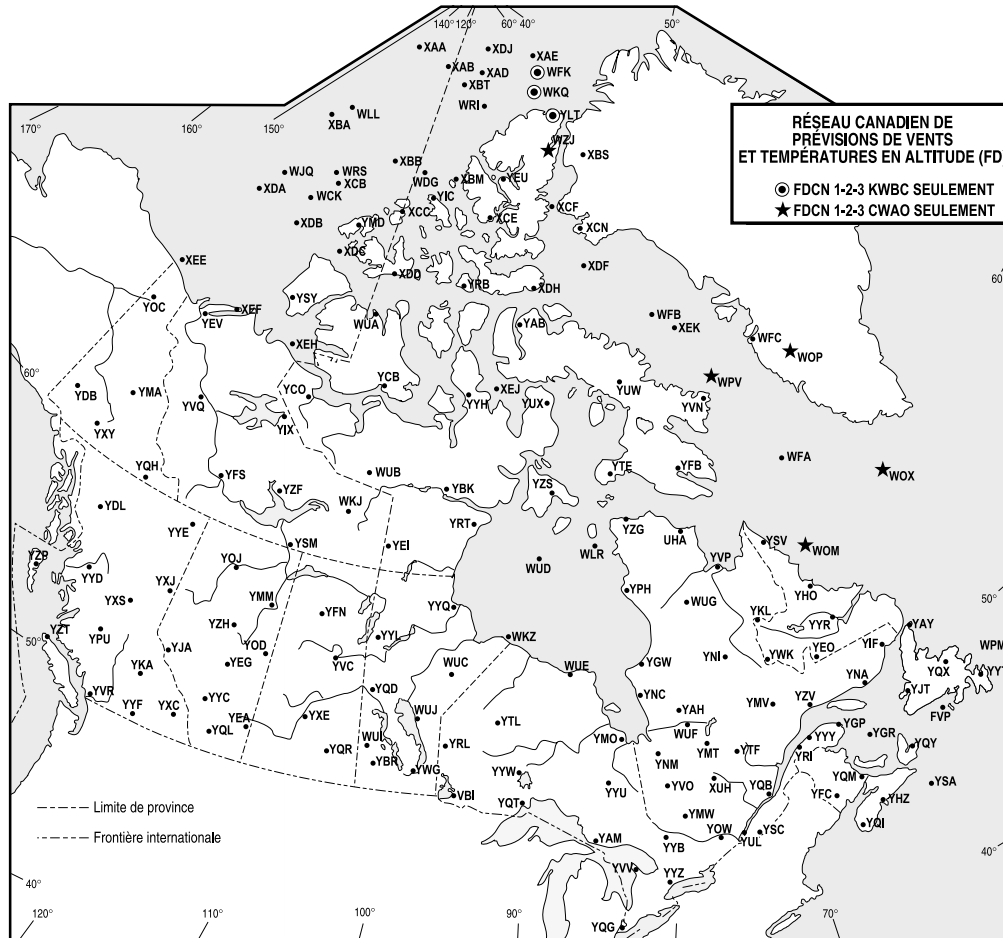 140° 120° 60° 40° 50°
XAA XDJ XAE
XAB XAD WFK
XBT WKQ
WRI YLT
170° 160° 150° WLL
XBA
WZJ
RÉSEAU CANADIEN DE
PRÉVISIONS DE VENTS
ET TEMPÉRATURES EN ALTITUDE (FD
FDCN 1-2-3 KWBC SEULEMENT
FDCN 1-2-3 CWAO SEULEMENT
XBB XBS
WJQ WRS WDG XBM YEU
XDA XCB
WCK YIC
XCC XCE XCF
XDB YMD XCN
XDC
XEE XDD XDF
60°
YRB XDH
YOC YSY
XEF
YEV WUA YAB WFB
XEK
XEH WFC
WOP
60°
YDB YMA YCB XEJ YUW WPV
YVQ YCO YYH YUX YVN
YXY YIX
WFA
YQH YFS WUB YTE YFB WOX
YZF YBK YZS
YDL WKJ
YYE YRT YZG UHA
YSM YEI WLR YSV WOM
YZP YOJ WUD YVP
YYD
YXJ YPH YHO 50°
YXS YMM YFN YYQ WUG YKL YYR
YZH YAY
50° YZT YPU YYL WKZ YIF
YJA YOD YNI YWK YEO WPM
YKA YEG YVC WUC WUE YGW YQX YYT
YVR YYC YQD YNC YNA YJT
YYF YXC YEA YXE WUJ YAH YMV YZV FVP
YQL YTL WUF YGP
WUI YRL YMO YMT YTF YYY YGR YQY
YQR YBR YWG YYW YNM YRI
VBI YYU YVO XUH YQB YQM YSA
YQT YFC YHZ
Limite de province
YMW YQI
Frontière internationale
YAM YYB YOW YUL YSC
40°
YVV
40° YYZ
YQG
120° 110° 100° 90° 70°